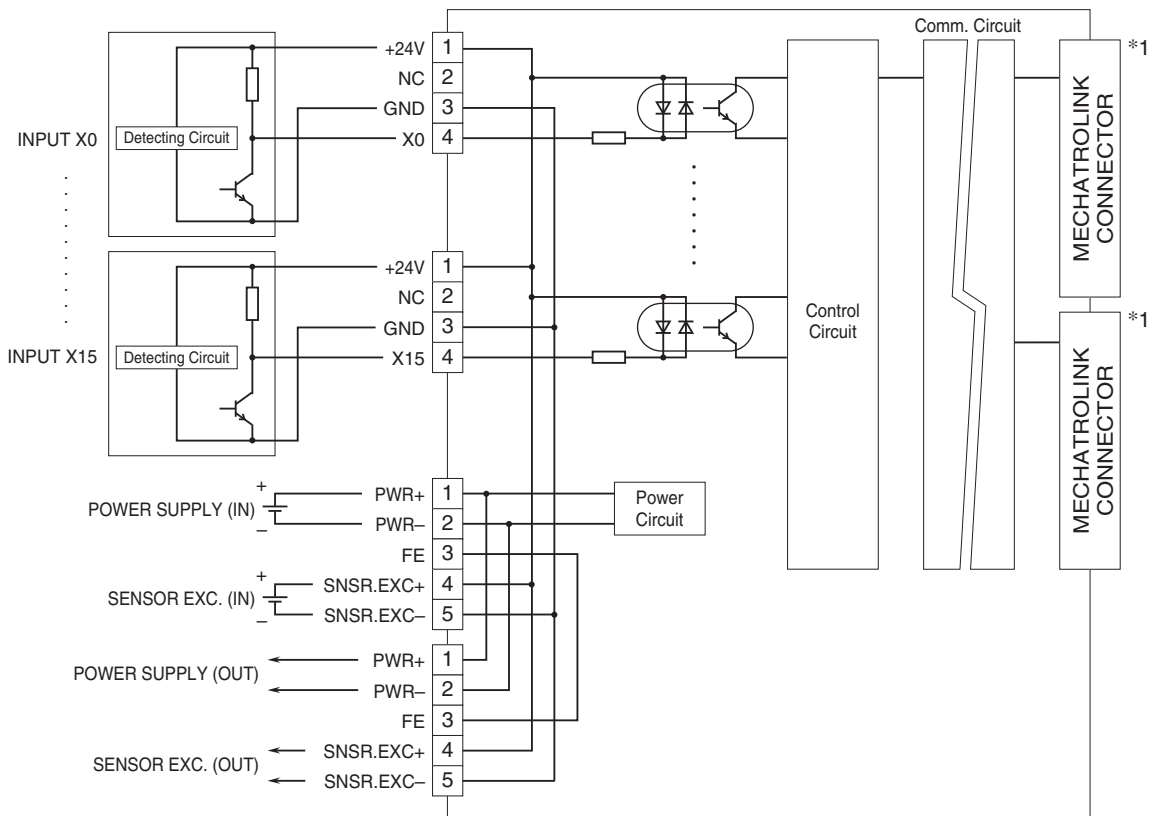 Comm. Circuit
+24V 1
NC 2
GND 3
X0 4
INPUT X0
Detecting Circuit
MECHATROLINK
CONNECTOR
*1
+24V 1
NC 2
GND 3
X15 4
INPUT X15
Detecting Circuit
Control
Circuit
MECHATROLINK
CONNECTOR
*1
POWER SUPPLY (IN)
+
–
PWR+ 1
PWR– 2
FE 3
SNSR.EXC+ 4
SNSR.EXC– 5
Power
Circuit
SENSOR EXC. (IN)
+
–
POWER SUPPLY (OUT)
PWR+ 1
PWR– 2
FE 3
SNSR.EXC+ 4
SNSR.EXC– 5
SENSOR EXC. (OUT)